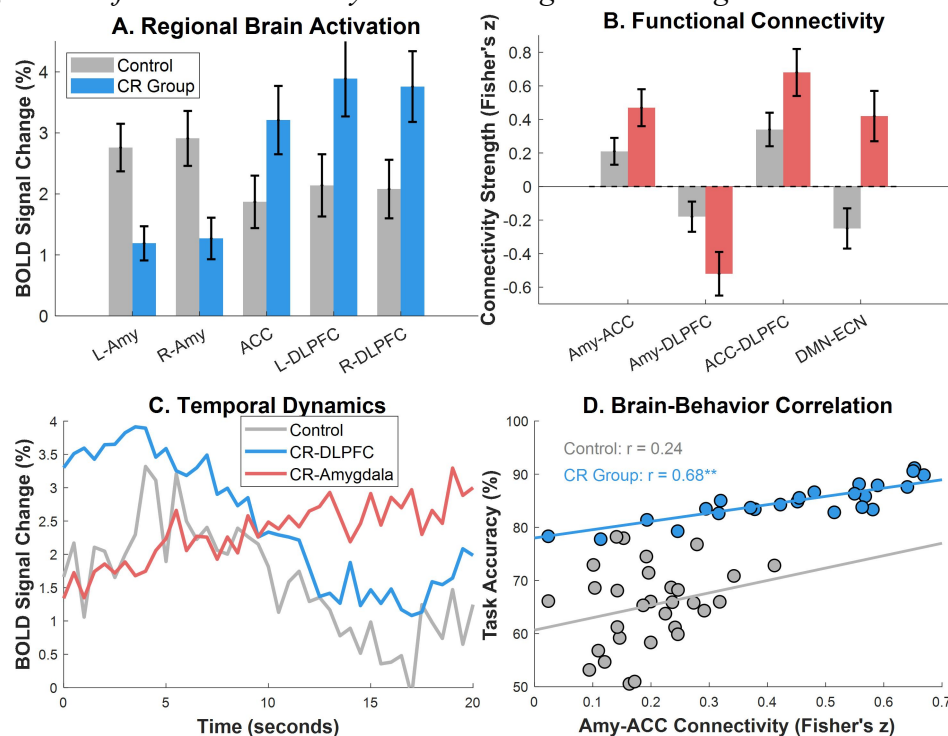 A. Regional Brain Activation
Control
CR Group
BOLD Signal Change (%)
4
3
2
1
0
L-Amy
R-Amy
ACC
L-DLPFC
R-DLPFC
B. Functional Connectivity
Connectivity Strength (Fisher's z)
0.8
0.6
0.4
0.2
0
-0.2
-0.4
-0.6
Amy-ACC
Amy-DLPFC
ACC-DLPFC
DMN-ECN
C. Temporal Dynamics
Control
CR-DLPFC
CR-Amygdala
BOLD Signal Change (%)
4
3.5
3
2.5
2
1.5
1
0.5
0
0
5
10
15
20
Time (seconds)
D. Brain-Behavior Correlation
Control: r = 0.24
CR Group: r = 0.68**
Task Accuracy (%)
100
90
80
70
60
50
0
0.1
0.2
0.3
0.4
0.5
0.6
0.7
Amy-ACC Connectivity (Fisher's z)